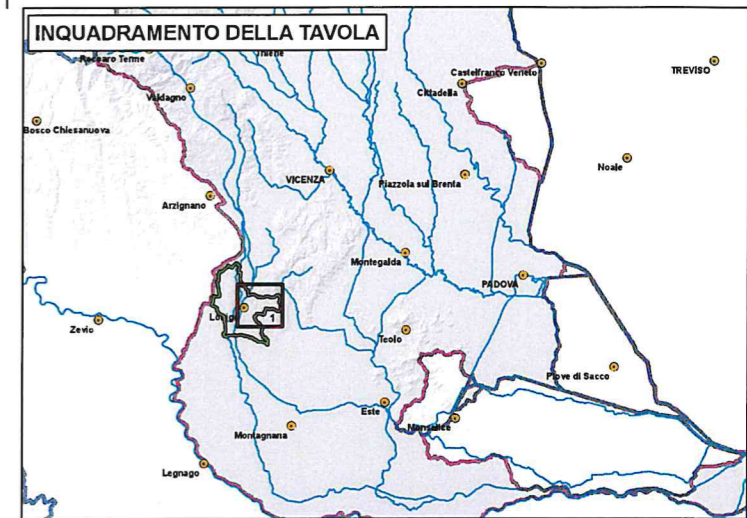 INQUADRAMENTO DELLA TAVOLA
Recoaro Terme
Thiene
Castelfranco Veneto
TREVISO
Valdagno
Cittadella
Bosco Chiesanuova
Noale
VICENZA
Piazzola sul Brenta
Arzignano
Montegalda
PADOVA
Lonigo
1
Zevio
Teolo
Piove di Sacco
Este
Monselice
Montagnana
Legnago